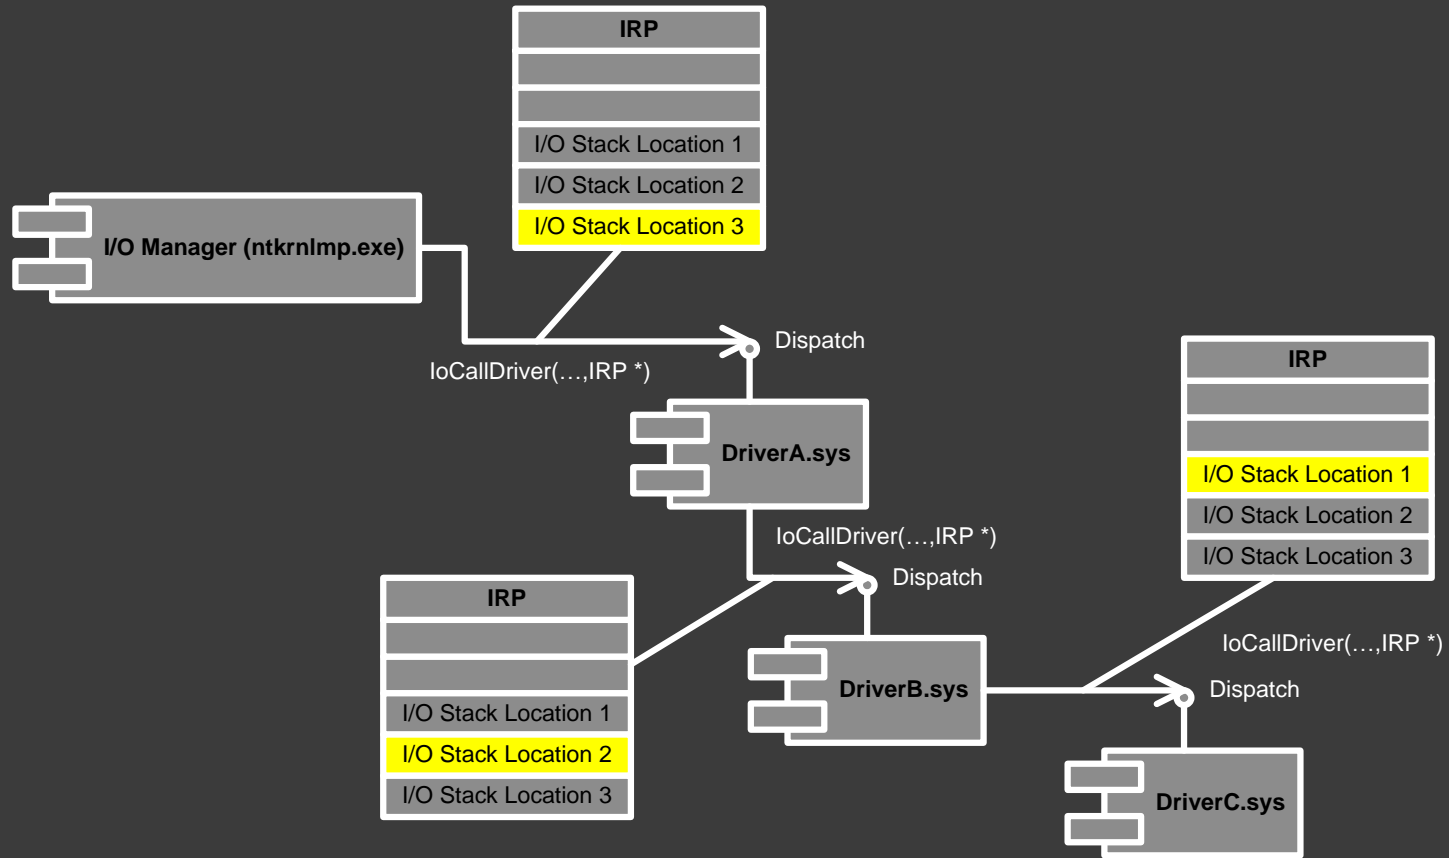 IRP
I/O Stack Location 1
I/O Stack Location 2
I/O Stack Location 3
I/O Manager (ntkrnlmp.exe)
Dispatch
IoCallDriver(…,IRP *)
DriverA.sys
IRP
I/O Stack Location 1
I/O Stack Location 2
I/O Stack Location 3
IoCallDriver(…,IRP *)
Dispatch
IRP
I/O Stack Location 1
I/O Stack Location 2
I/O Stack Location 3
DriverB.sys
IoCallDriver(…,IRP *)
Dispatch
DriverC.sys